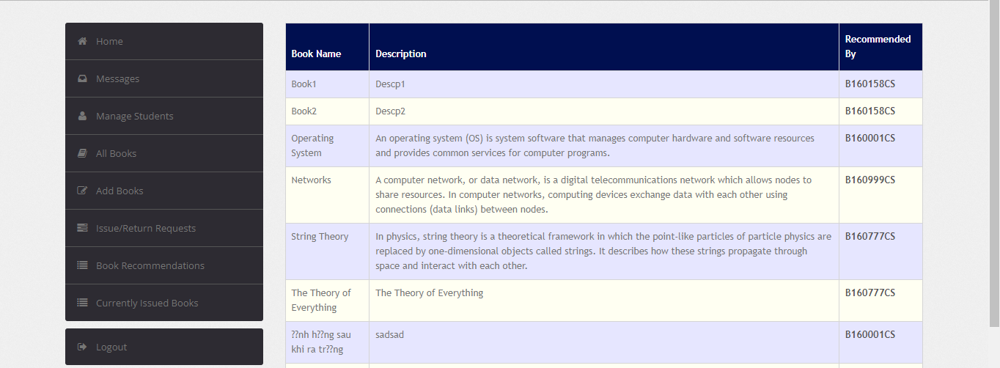 Home
Messages
Manage Students
All Books
Add Books
Issue/Return Requests
Book Recommendations
Currently Issued Books
Logout
Book Name
Description
Recommended
By
Book1
Descp1
B160158CS
Book2
Descp2
B160158CS
Operating
System
An operating system (OS) is system software that manages computer hardware and software resources
and provides common services for computer programs.
B160001CS
Networks
A computer network, or data network, is a digital telecommunications network which allows nodes to
share resources. In computer networks, computing devices exchange data with each other using
connections (data links) between nodes.
B160999CS
String Theory
In physics, string theory is a theoretical framework in which the point-like particles of particle physics are
replaced by one-dimensional objects called strings. It describes how these strings propagate through
space and interact with each other.
B160777CS
The Theory of
Everything
The Theory of Everything
B160777CS
??nh h??ng sau
khi ra tr??ng
sadsad
B160001CS